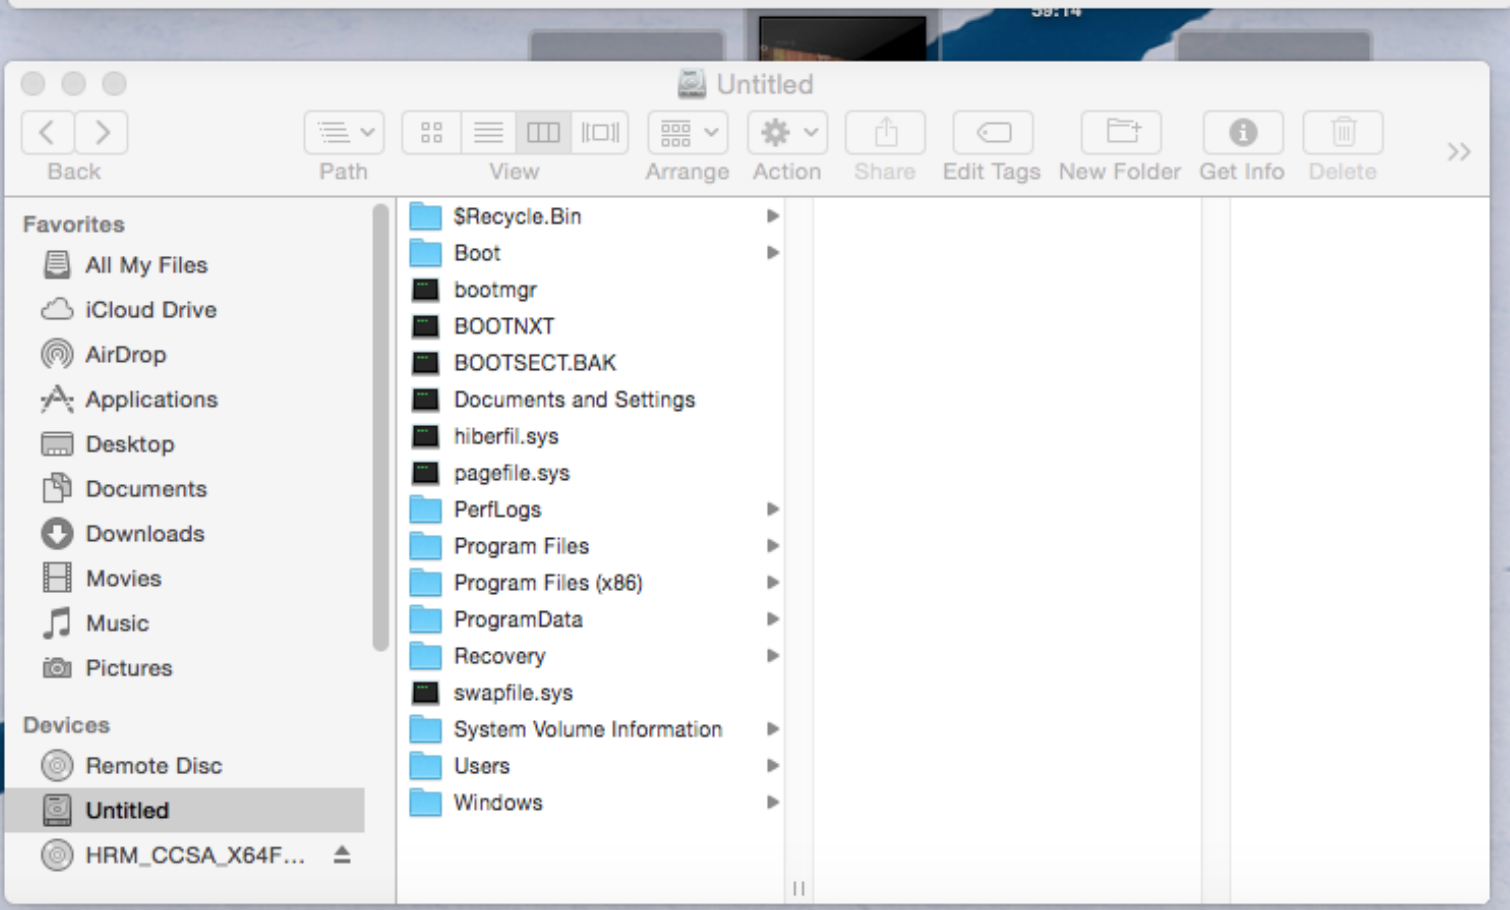 59:14
Untitled
Back
Path
View
Arrange
Action
Share
Edit Tags
New Folder
Get Info
Delete
Favorites
All My Files
iCloud Drive
AirDrop
Applications
Desktop
Documents
Downloads
Movies
Music
Pictures
Devices
Remote Disc
Untitled
HRM_CCSA_X64F...
$Recycle.Bin
Boot
bootmgr
BOOTNXT
BOOTSECT.BAK
Documents and Settings
hiberfil.sys
pagefile.sys
PerfLogs
Program Files
Program Files (x86)
ProgramData
Recovery
swapfile.sys
System Volume Information
Users
Windows